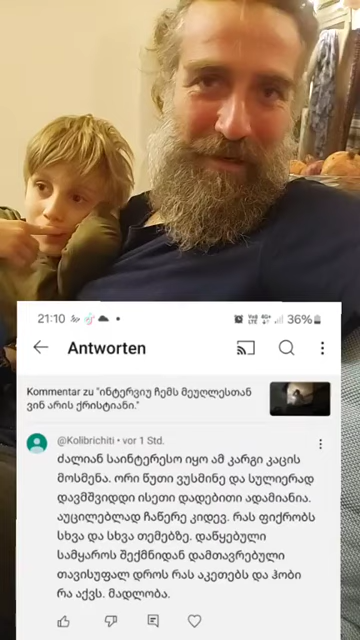 21:10
36%
Antworten
Kommentar zu "ინტერვიუ ჩემს მეუღლესთან
ვინ არის ქრისტიანი."
@Kolibrichiti • vor 1 Std.
ძალიან საინტერესო იყო ამ კარგი კაცის
მოსმენა. ორი წუთი ვუსმინე და სულიერად
დავმშვიდდი ისეთი დადებითი ადამიანია.
აუცილებლად ჩაწერე კიდევ. რას ფიქრობს
სხვა და სხვა თემებზე. დაწყებული
სამყაროს შექმნიდან დამთავრებული
თავისუფალ დროს რას აკეთებს და ჰობი
რა აქვს. მადლობა.